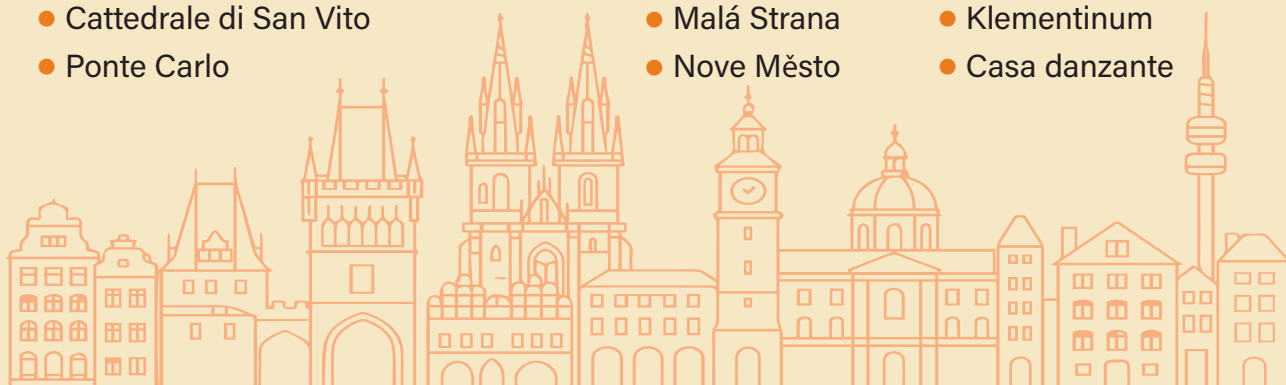 Cattedrale di San Vito
Ponte Carlo
Malá Strana
Nove Město
Klementinum
Casa danzante